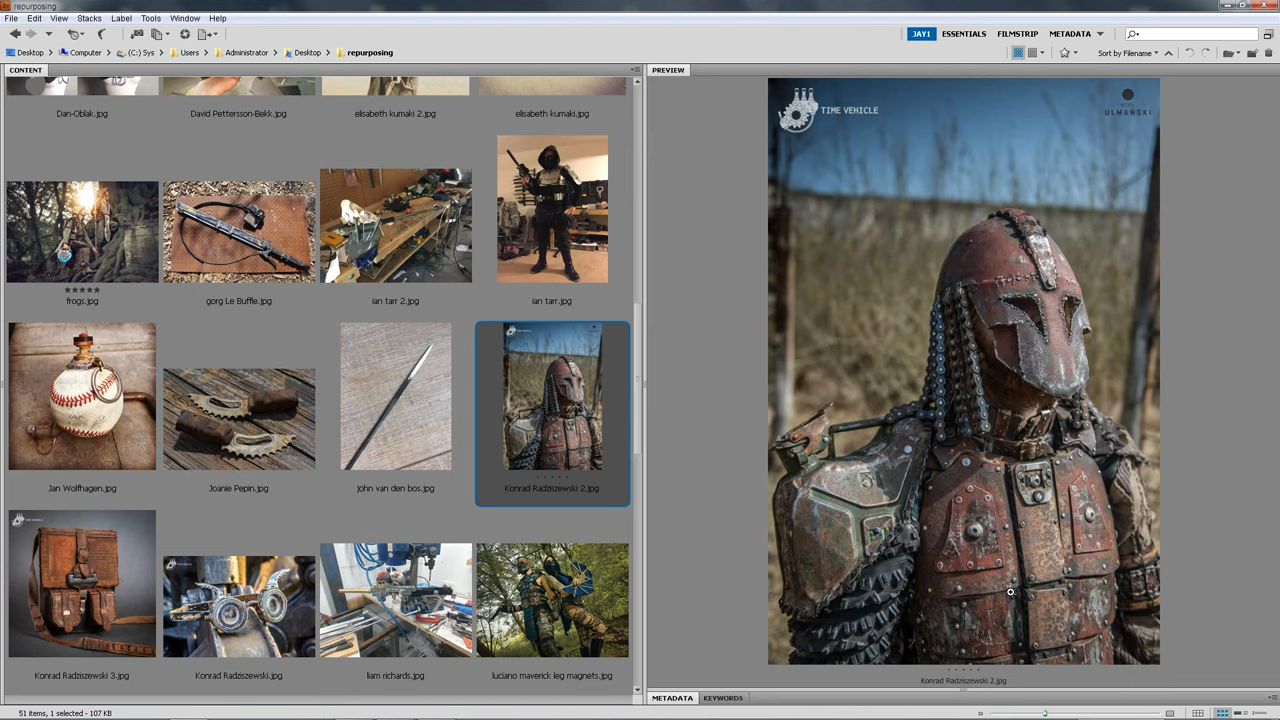 Br repurposing
File Edit View Stacks Label Tools Window Help
JAY1 ESSENTIALS FILMSTRIP METADATA
Desktop Computer (C:) Sys Users Administrator Desktop repurposing
Sort by Filename
CONTENT
PREVIEW
Dan-Oblak.jpg David Pettersson-Bekk.jpg elisabeth kumaki 2.jpg elisabeth kumaki.jpg
TIME VEHICLE
ULMAŃSKI
frogs.jpg gorg Le Buffle.jpg ian tarr 2.jpg ian tarr.jpg
Jan Wolfhagen.jpg Joanie Pepin.jpg john van den bos.jpg Konrad Radziszewski 2.jpg
TIME VEHICLE
Konrad Radziszewski 3.jpg Konrad Radziszewski.jpg liam richards.jpg luciano maverick leg magnets.jpg
Konrad Radziszewski 2.jpg
METADATA KEYWORDS
51 items, 1 selected - 107 KB